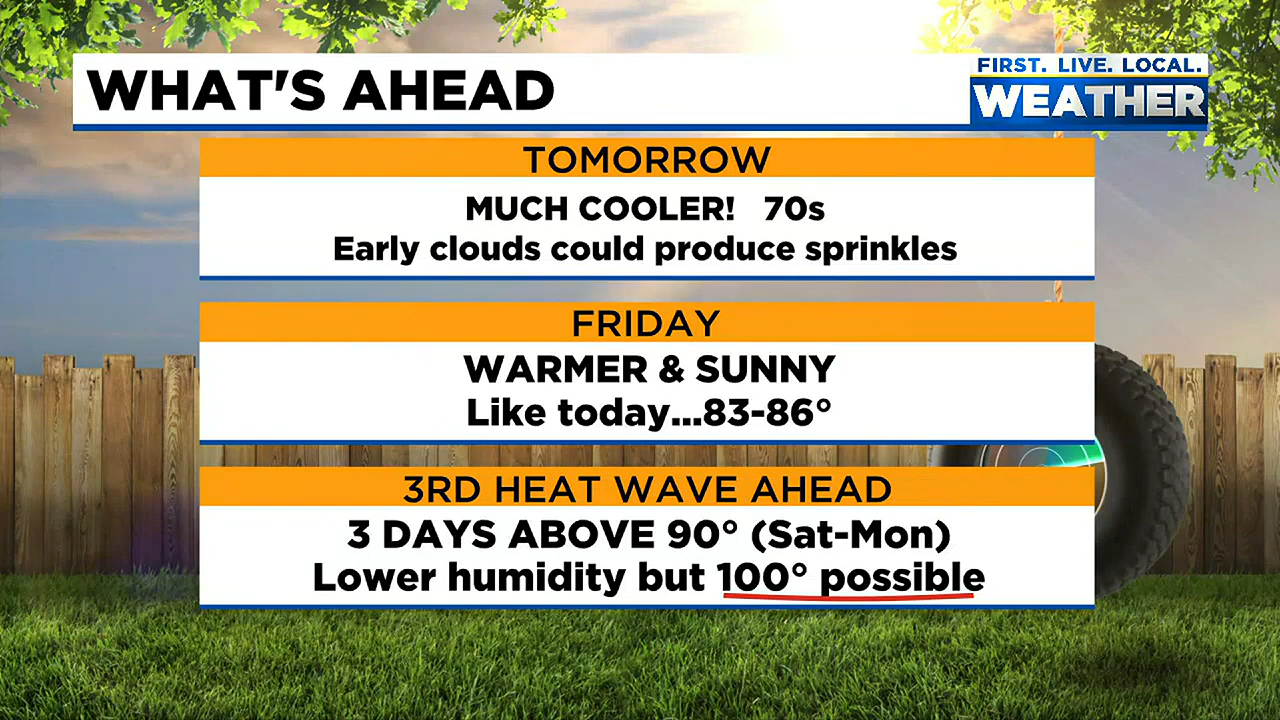 WHAT'S AHEAD
FIRST. LIVE. LOCAL.
WEATHER
TOMORROW
MUCH COOLER! 70s
Early clouds could produce sprinkles
FRIDAY
WARMER & SUNNY
Like today...83-86°
3RD HEAT WAVE AHEAD
3 DAYS ABOVE 90° (Sat-Mon)
Lower humidity but 100° possible